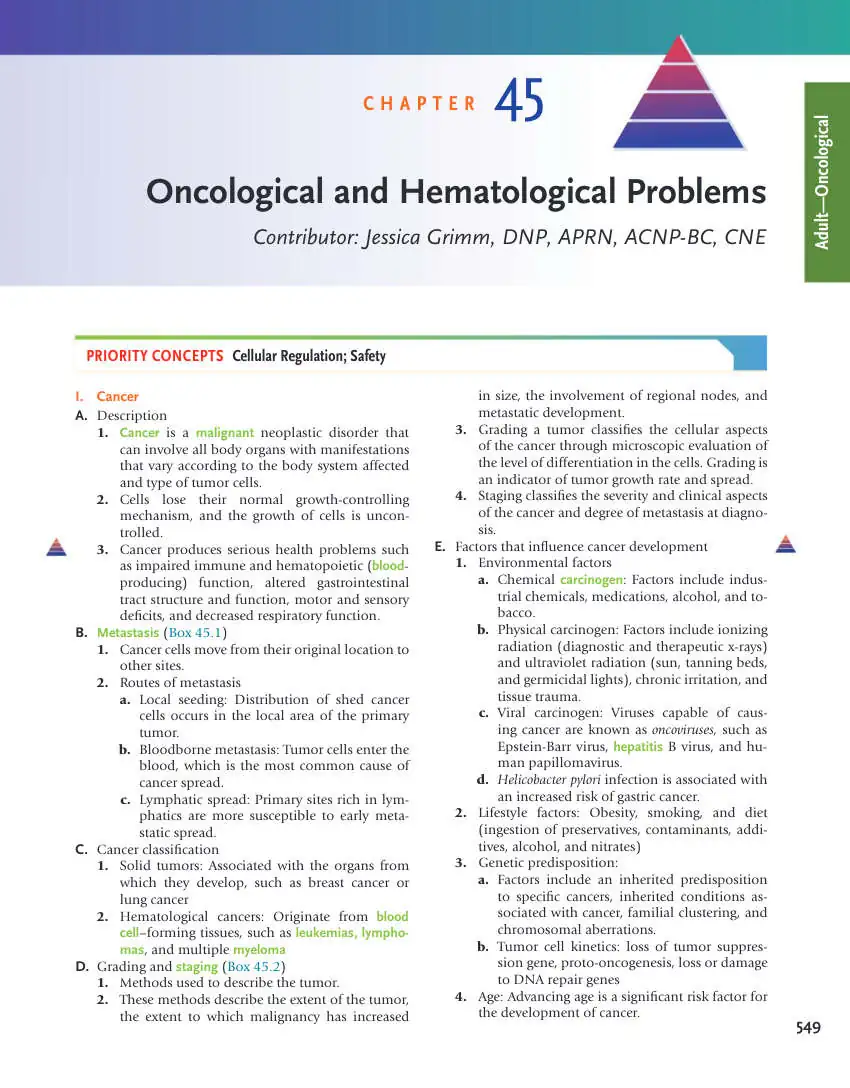 CHAPTER 45
Adult—Oncological
Oncological and Hematological Problems
Contributor: Jessica Grimm, DNP, APRN, ACNP-BC, CNE
PRIORITY CONCEPTS Cellular Regulation; Safety
I. Cancer
A. Description
1. Cancer is a malignant neoplastic disorder that
can involve all body organs with manifestations
that vary according to the body system affected
and type of tumor cells.
2. Cells lose their normal growth-controlling
mechanism, and the growth of cells is uncon-
trolled.
3. Cancer produces serious health problems such
as impaired immune and hematopoietic (blood-
producing) function, altered gastrointestinal
tract structure and function, motor and sensory
deficits, and decreased respiratory function.
B. Metastasis (Box 45.1)
1. Cancer cells move from their original location to
other sites.
2. Routes of metastasis
a. Local seeding: Distribution of shed cancer
cells occurs in the local area of the primary
tumor.
b. Bloodborne metastasis: Tumor cells enter the
blood, which is the most common cause of
cancer spread.
c. Lymphatic spread: Primary sites rich in lym-
phatics are more susceptible to early meta-
static spread.
C. Cancer classification
1. Solid tumors: Associated with the organs from
which they develop, such as breast cancer or
lung cancer
2. Hematological cancers: Originate from blood
cell–forming tissues, such as leukemias, lympho-
mas, and multiple myeloma
D. Grading and staging (Box 45.2)
1. Methods used to describe the tumor.
2. These methods describe the extent of the tumor,
the extent to which malignancy has increased
in size, the involvement of regional nodes, and
metastatic development.
3. Grading a tumor classifies the cellular aspects
of the cancer through microscopic evaluation of
the level of differentiation in the cells. Grading is
an indicator of tumor growth rate and spread.
4. Staging classifies the severity and clinical aspects
of the cancer and degree of metastasis at diagno-
sis.
E. Factors that influence cancer development
1. Environmental factors
a. Chemical carcinogen: Factors include indus-
trial chemicals, medications, alcohol, and to-
bacco.
b. Physical carcinogen: Factors include ionizing
radiation (diagnostic and therapeutic x-rays)
and ultraviolet radiation (sun, tanning beds,
and germicidal lights), chronic irritation, and
tissue trauma.
c. Viral carcinogen: Viruses capable of caus-
ing cancer are known as oncoviruses, such as
Epstein-Barr virus, hepatitis B virus, and hu-
man papillomavirus.
d. Helicobacter pylori infection is associated with
an increased risk of gastric cancer.
2. Lifestyle factors: Obesity, smoking, and diet
(ingestion of preservatives, contaminants, addi-
tives, alcohol, and nitrates)
3. Genetic predisposition:
a. Factors include an inherited predisposition
to specific cancers, inherited conditions as-
sociated with cancer, familial clustering, and
chromosomal aberrations.
b. Tumor cell kinetics: loss of tumor suppres-
sion gene, proto-oncogenesis, loss or damage
to DNA repair genes
4. Age: Advancing age is a significant risk factor for
the development of cancer.
549